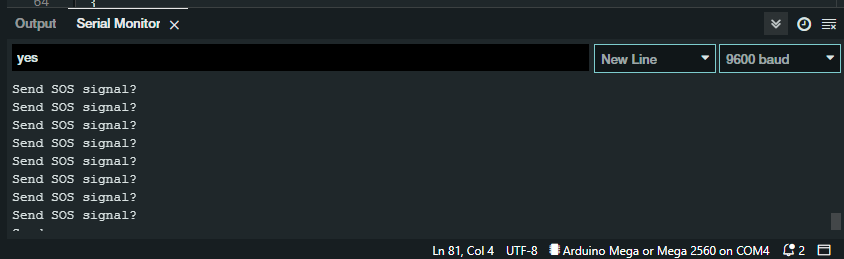 64 {
Output Serial Monitor
yes New Line 9600 baud
Send SOS signal?
Send SOS signal?
Send SOS signal?
Send SOS signal?
Send SOS signal?
Send SOS signal?
Send SOS signal?
Send SOS signal?
Ln 81, Col 4 UTF-8 Arduino Mega or Mega 2560 on COM4 2